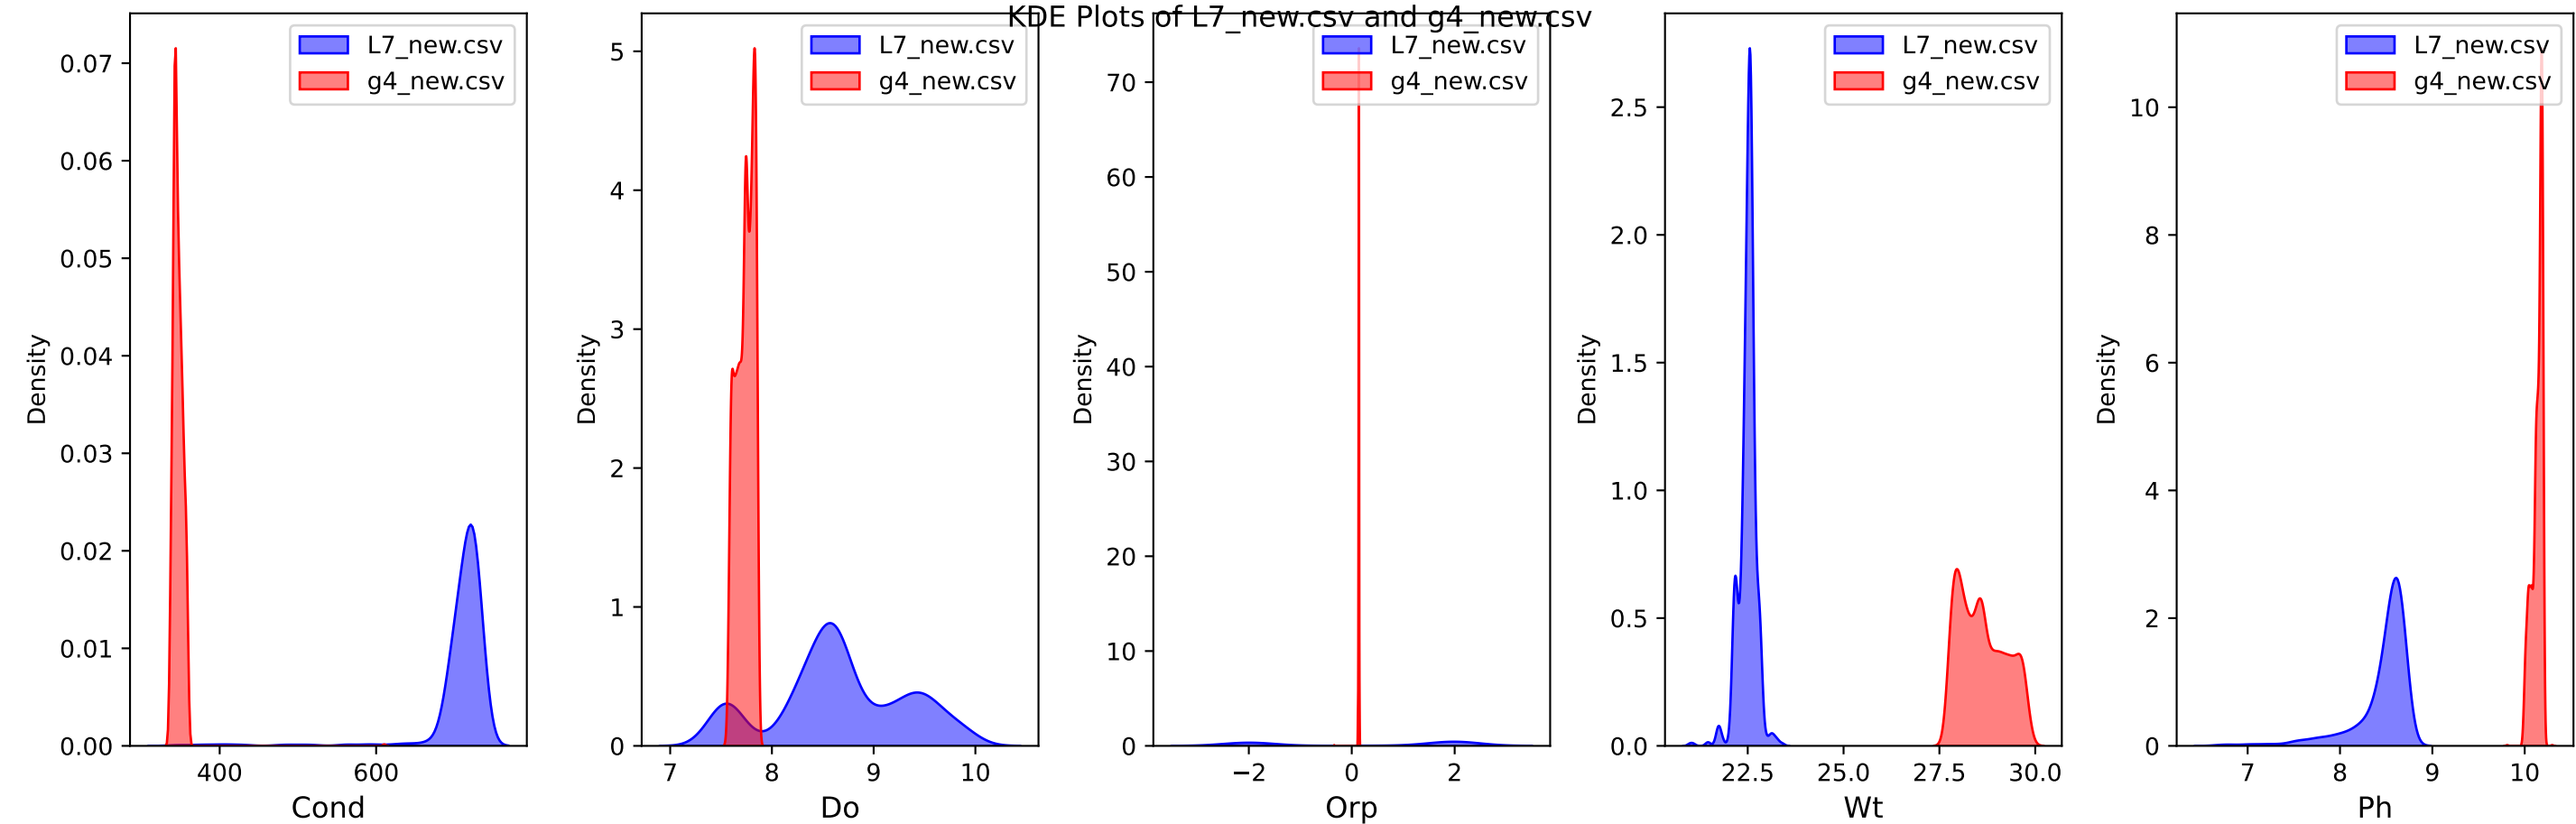 KDE Plots of L7_new.csv and g4_new.csv
L7_new.csv
g4_new.csv
0.07
0.06
0.05
0.04
0.03
0.02
0.01
0.00
Density
400 600
Cond
L7_new.csv
g4_new.csv
5
4
3
2
1
0
Density
7 8 9 10
Do
L7_new.csv
g4_new.csv
70
60
50
40
30
20
10
0
Density
−2 0 2
Orp
L7_new.csv
g4_new.csv
2.5
2.0
1.5
1.0
0.5
0.0
Density
22.5 25.0 27.5 30.0
Wt
L7_new.csv
g4_new.csv
10
8
6
4
2
0
Density
7 8 9 10
Ph